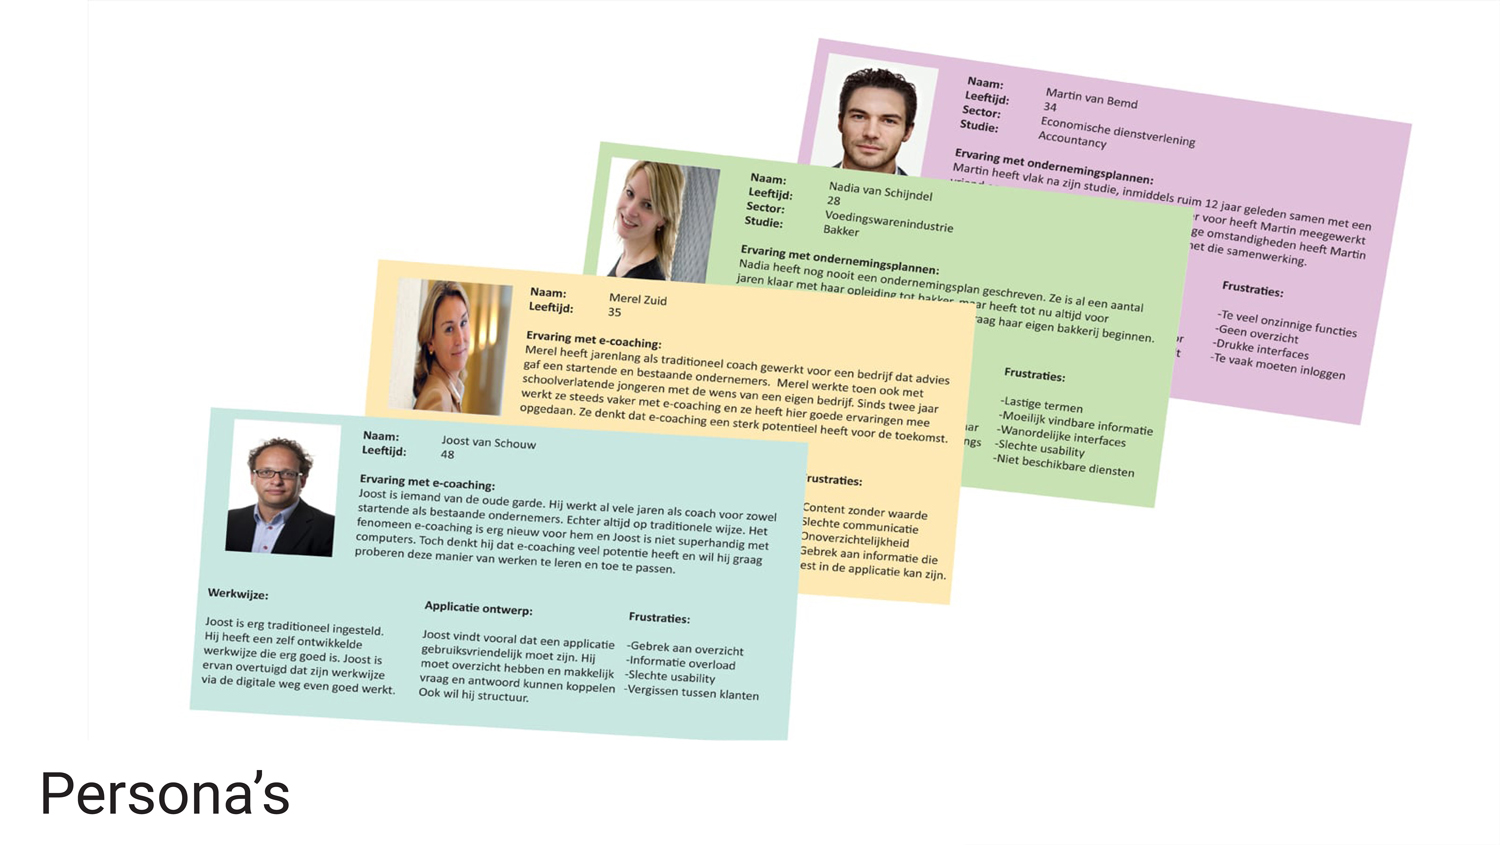 Naam: Martin van Bemd
Leeftijd: 34
Sector: Economische dienstverlening
Studie: Accountancy
Ervaring met ondernemingsplannen:
Martin heeft vlak na zijn studie, inmiddels ruim 12 jaar geleden samen met een
voor heeft Martin meegewerkt
omstandigheden heeft Martin
die samenwerking.
Frustraties:
-Te veel onzinnige functies
-Geen overzicht
-Drukke interfaces
-Te vaak moeten inloggen
Naam: Nadia van Schijndel
Leeftijd: 28
Sector: Voedingswarenindustrie
Studie: Bakker
Ervaring met ondernemingsplannen:
Nadia heeft nog nooit een ondernemingsplan geschreven. Ze is al een aantal
jaren klaar met haar opleiding tot bakker, maar heeft tot nu altijd voor
haar eigen bakkerij beginnen.
Frustraties:
-Lastige termen
-Moeilijk vindbare informatie
-Wanordelijke interfaces
-Slechte usability
-Niet beschikbare diensten
Naam: Merel Zuid
Leeftijd: 35
Ervaring met e-coaching:
Merel heeft jarenlang als traditioneel coach gewerkt voor een bedrijf dat advies
gaf een startende en bestaande ondernemers. Merel werkte toen ook met
schoolverlatende jongeren met de wens van een eigen bedrijf. Sinds twee jaar
werkt ze steeds vaker met e-coaching en ze heeft hier goede ervaringen mee
opgedaan. Ze denkt dat e-coaching een sterk potentieel heeft voor de toekomst.
Frustraties:
Content zonder waarde
Slechte communicatie
Onoverzichtelijkheid
Gebrek aan informatie die
in de applicatie kan zijn.
Naam: Joost van Schouw
Leeftijd: 48
Ervaring met e-coaching:
Joost is iemand van de oude garde. Hij werkt al vele jaren als coach voor zowel
startende als bestaande ondernemers. Echter altijd op traditionele wijze. Het
fenomeen e-coaching is erg nieuw voor hem en Joost is niet superhandig met
computers. Toch denkt hij dat e-coaching veel potentie heeft en wil hij graag
proberen deze manier van werken te leren en toe te passen.
Werkwijze:
Joost is erg traditioneel ingesteld.
Hij heeft een zelf ontwikkelde
werkwijze die erg goed is. Joost is
ervan overtuigd dat zijn werkwijze
via de digitale weg even goed werkt.
Applicatie ontwerp:
Joost vindt vooral dat een applicatie
gebruiksvriendelijk moet zijn. Hij
moet overzicht hebben en makkelijk
vraag en antwoord kunnen koppelen
Ook wil hij structuur.
Frustraties:
-Gebrek aan overzicht
-Informatie overload
-Slechte usability
-Vergissen tussen klanten
Persona’s